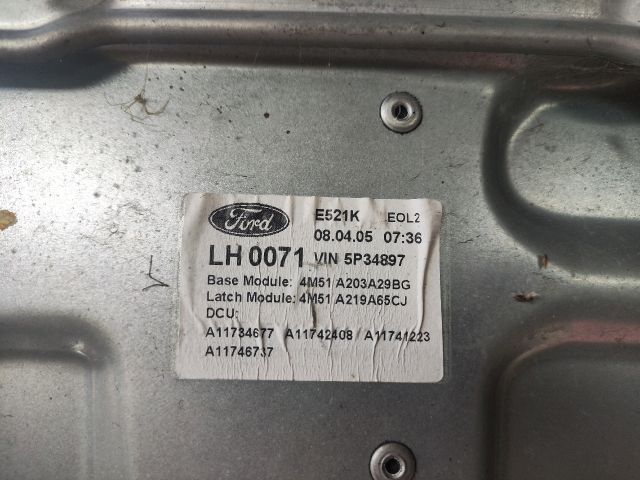 Ford E521K EOL2
08.04.05 07:36
LH 0071 VIN 5P34897
Base Module: 4M51 A203A29BG
Latch Module: 4M51 A219A65CJ
DCU:
A11734677 A11742408 / A11741223
A11746737